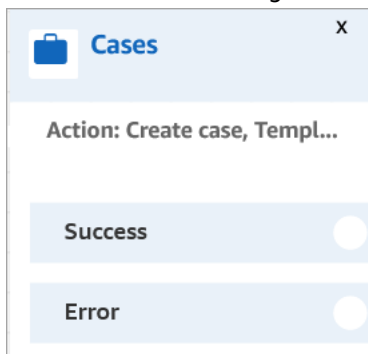 Cases
x
Action: Create case, Templ...
Success
Error